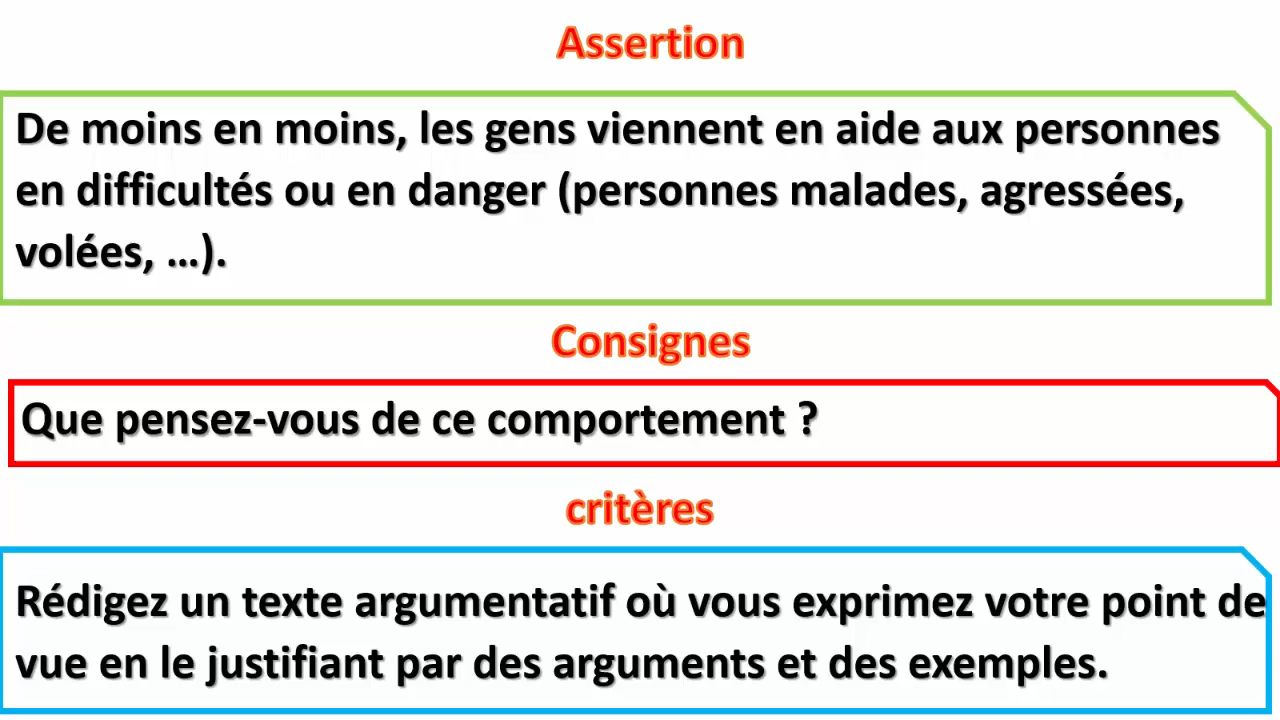 Assertion
De moins en moins, les gens viennent en aide aux personnes
en difficultés ou en danger (personnes malades, agressées,
volées, …).
Consignes
Que pensez-vous de ce comportement ?
critères
Rédigez un texte argumentatif où vous exprimez votre point de
vue en le justifiant par des arguments et des exemples.